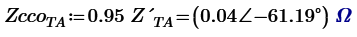 Zcco_TA := 0.95 Z´_TA = (0.04∠−61.19°) Ω